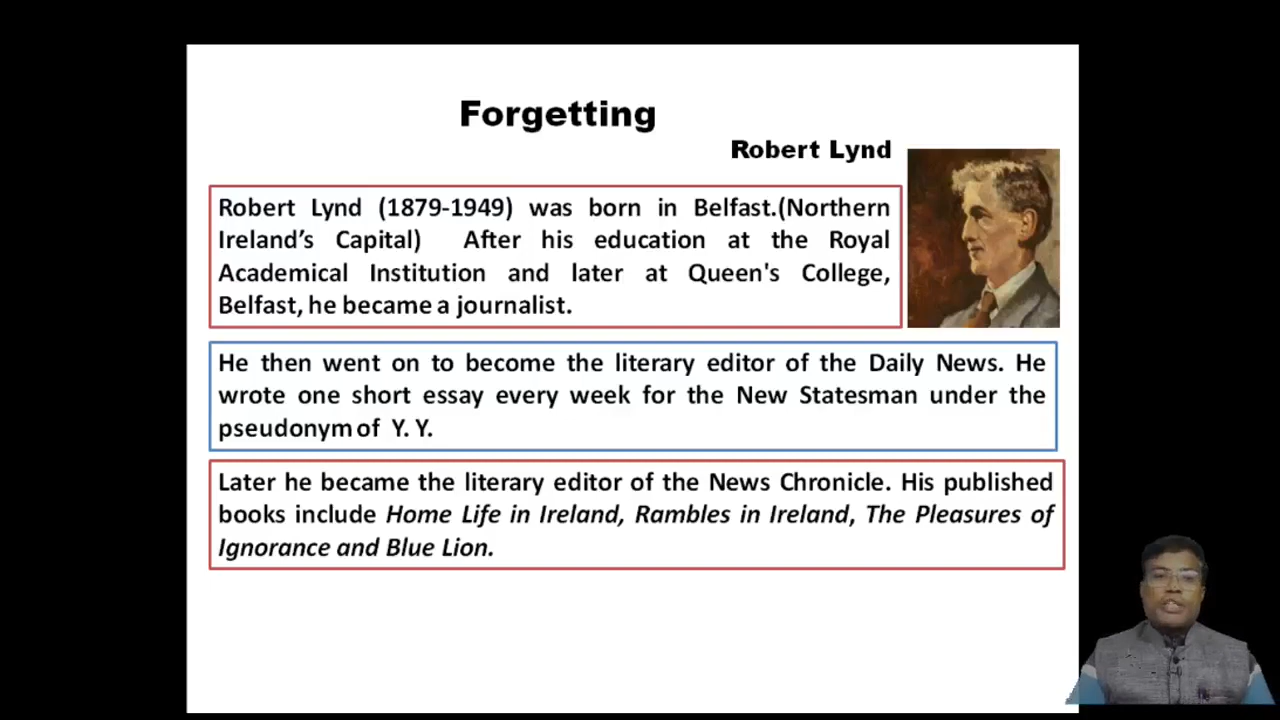 Forgetting
Robert Lynd
Robert Lynd (1879-1949) was born in Belfast.(Northern
Ireland’s Capital) After his education at the Royal
Academical Institution and later at Queen's College,
Belfast, he became a journalist.
He then went on to become the literary editor of the Daily News. He
wrote one short essay every week for the New Statesman under the
pseudonym of Y. Y.
Later he became the literary editor of the News Chronicle. His published
books include Home Life in Ireland, Rambles in Ireland, The Pleasures of
Ignorance and Blue Lion.